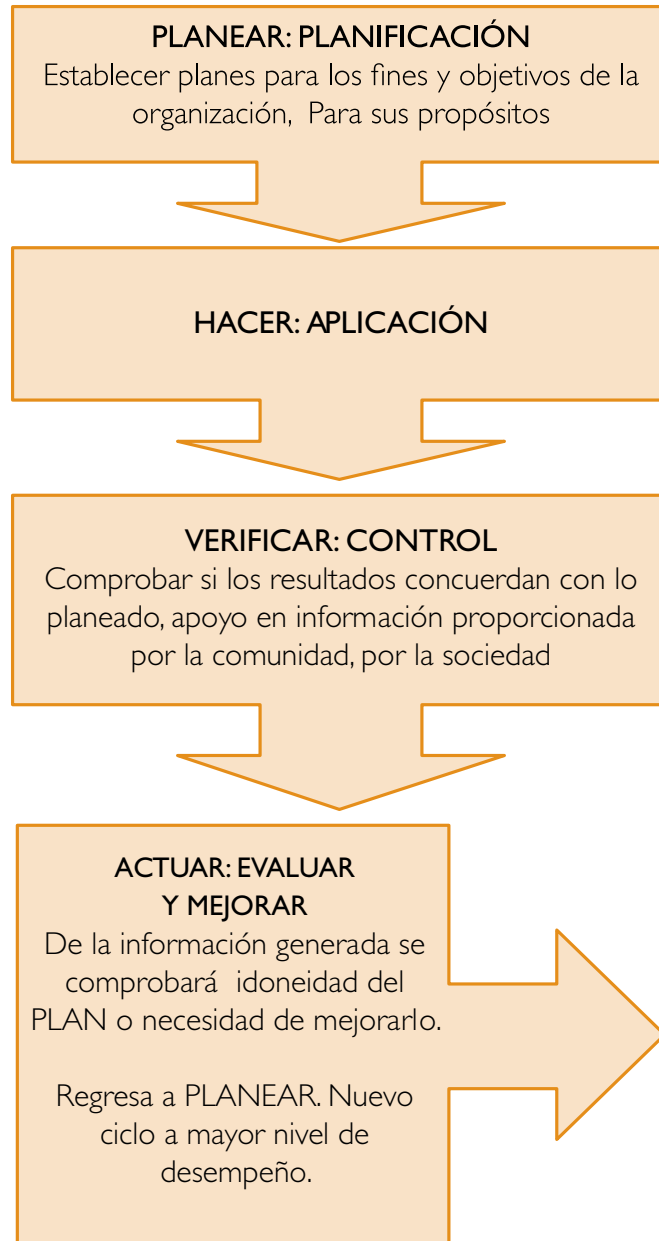 PLANEAR: PLANIFICACIÓN
Establecer planes para los fines y objetivos de la
organización, Para sus propósitos
HACER: APLICACIÓN
VERIFICAR: CONTROL
Comprobar si los resultados concuerdan con lo
planeado, apoyo en información proporcionada
por la comunidad, por la sociedad
ACTUAR: EVALUAR
Y MEJORAR
De la información generada se
comprobará idoneidad del
PLAN o necesidad de mejorarlo.
Regresa a PLANEAR. Nuevo
ciclo a mayor nivel de
desempeño.